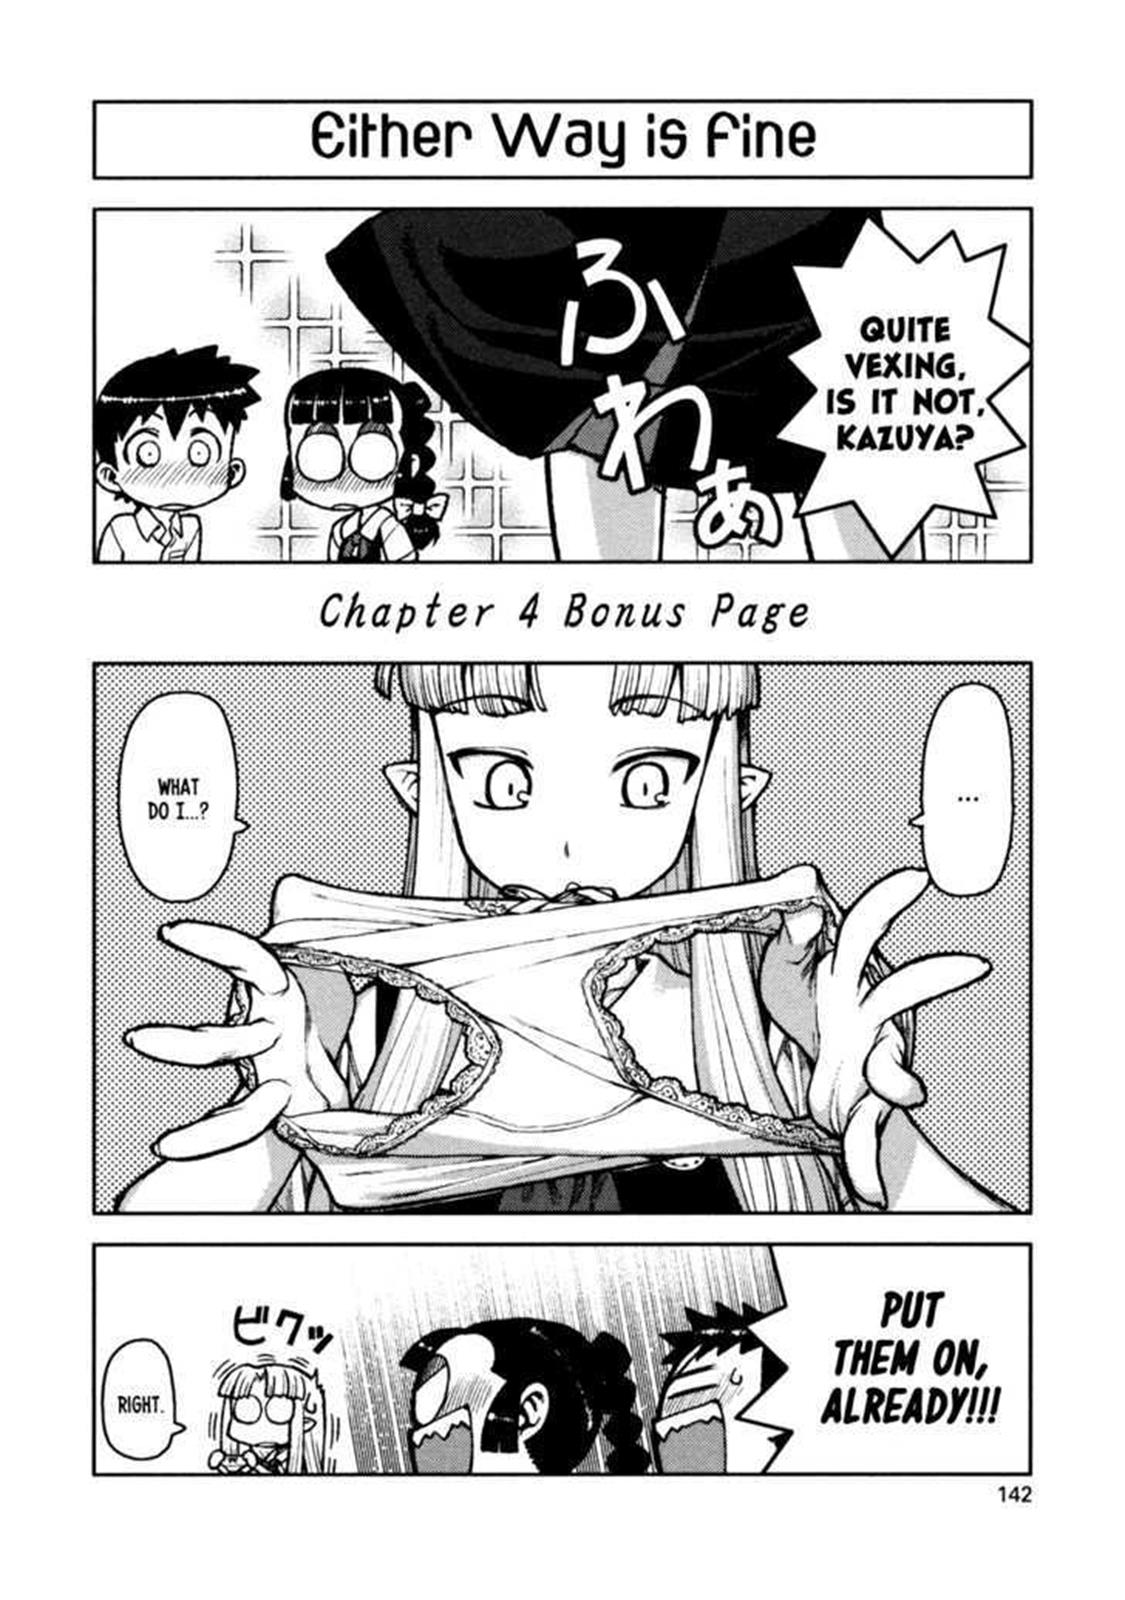 Either Way is Fine
QUITE
VEXING,
IS IT NOT,
KAZUYA?
ふ
わ
ぁ
Chapter 4 Bonus Page
...
WHAT
DO I...?
PUT
THEM ON,
ALREADY!!!
ビクッ
RIGHT.
142